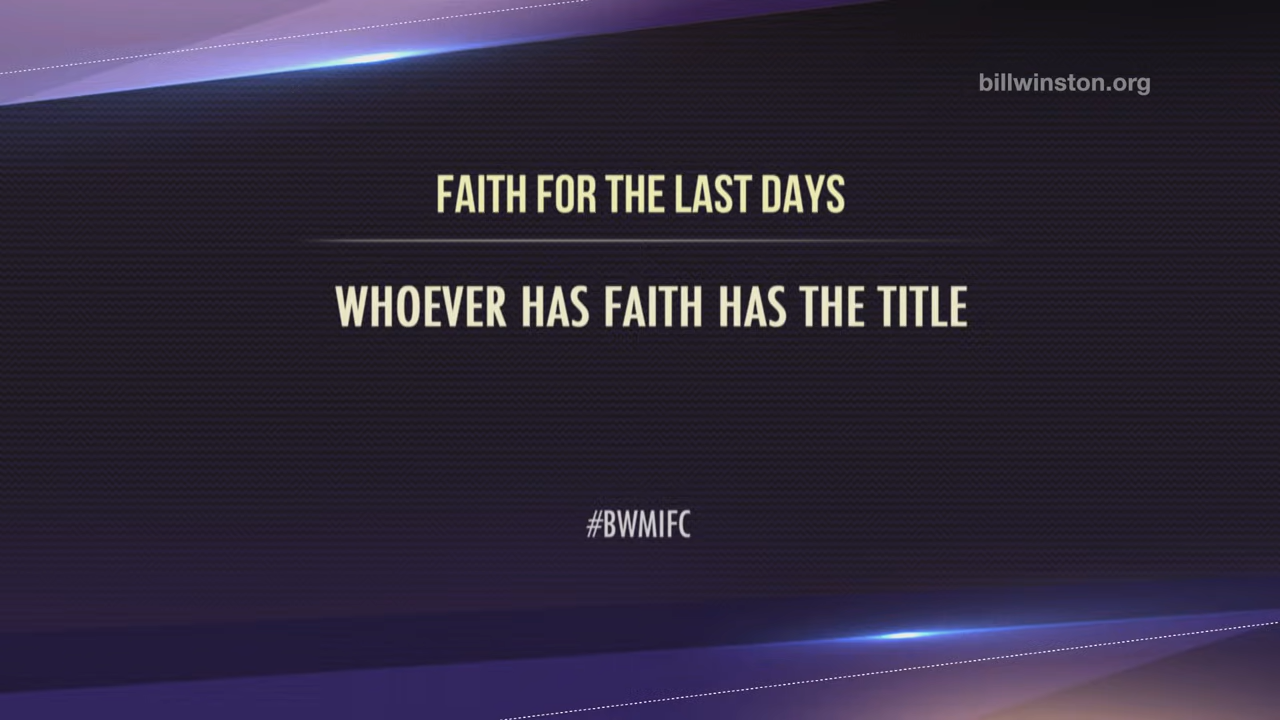 billwinston.org
FAITH FOR THE LAST DAYS
WHOEVER HAS FAITH HAS THE TITLE
#BWMIFC